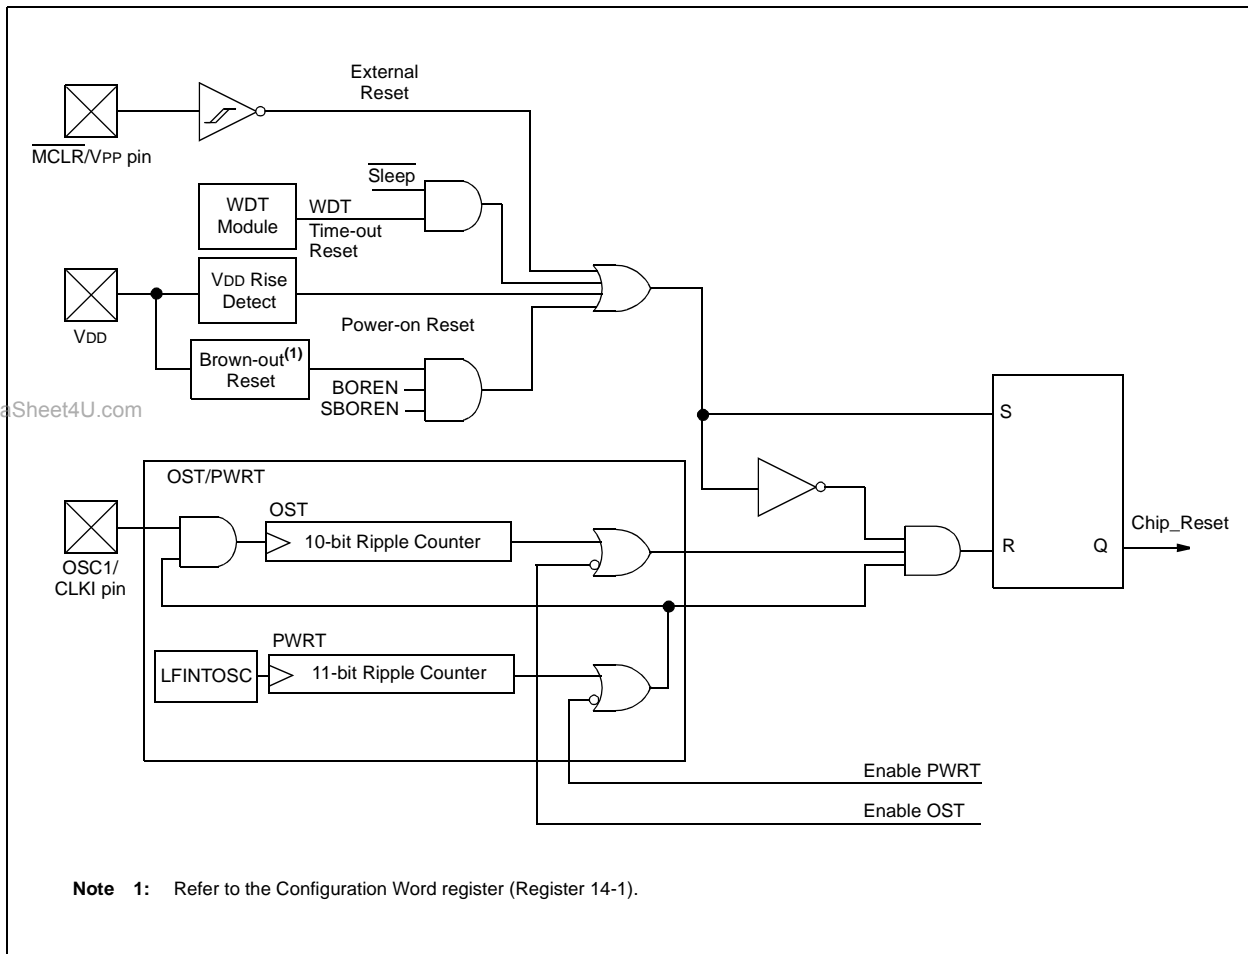 External
Reset
MCLR/VPP pin
Sleep
WDT
Module
WDT
Time-out
Reset
VDD
VDD Rise
Detect
Power-on Reset
Brown-out(1)
Reset
BOREN
SBOREN
aSheet4U.com
S
R
Q
Chip_Reset
OST/PWRT
OSC1/
CLKI pin
OST
10-bit Ripple Counter
PWRT
LFINTOSC
11-bit Ripple Counter
Enable PWRT
Enable OST
Note 1: Refer to the Configuration Word register (Register 14-1).